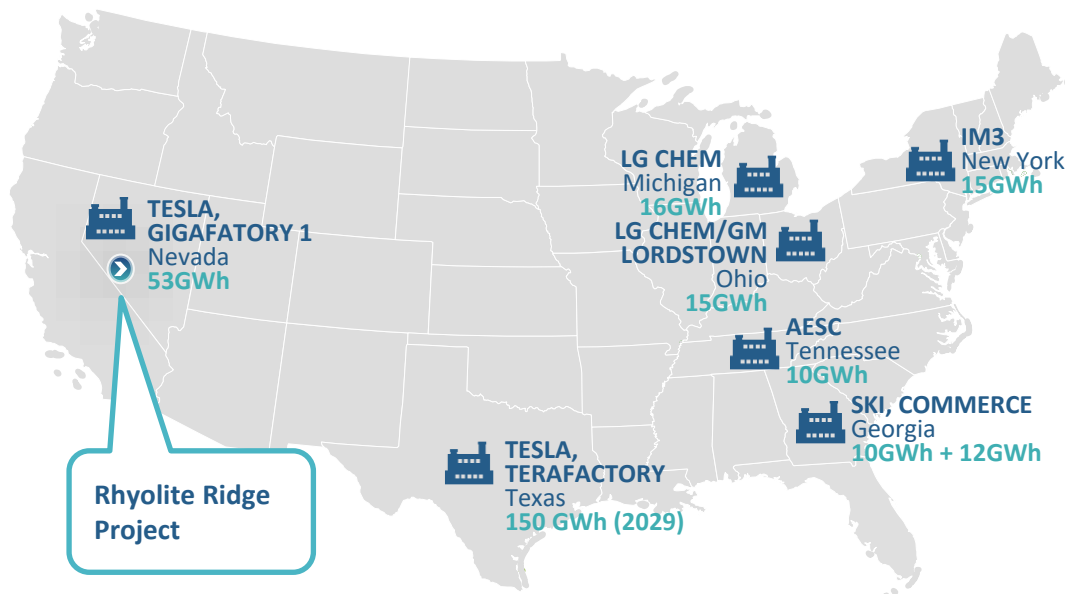 IM3
New York
15GWh
LG CHEM
Michigan
16GWh
TESLA,
GIGAFATORY 1
Nevada
53GWh
LG CHEM/GM
LORDSTOWN
Ohio
15GWh
AESC
Tennessee
10GWh
SKI, COMMERCE
Georgia
10GWh + 12GWh
TESLA,
TERAFACTORY
Texas
150 GWh (2029)
Rhyolite Ridge
Project